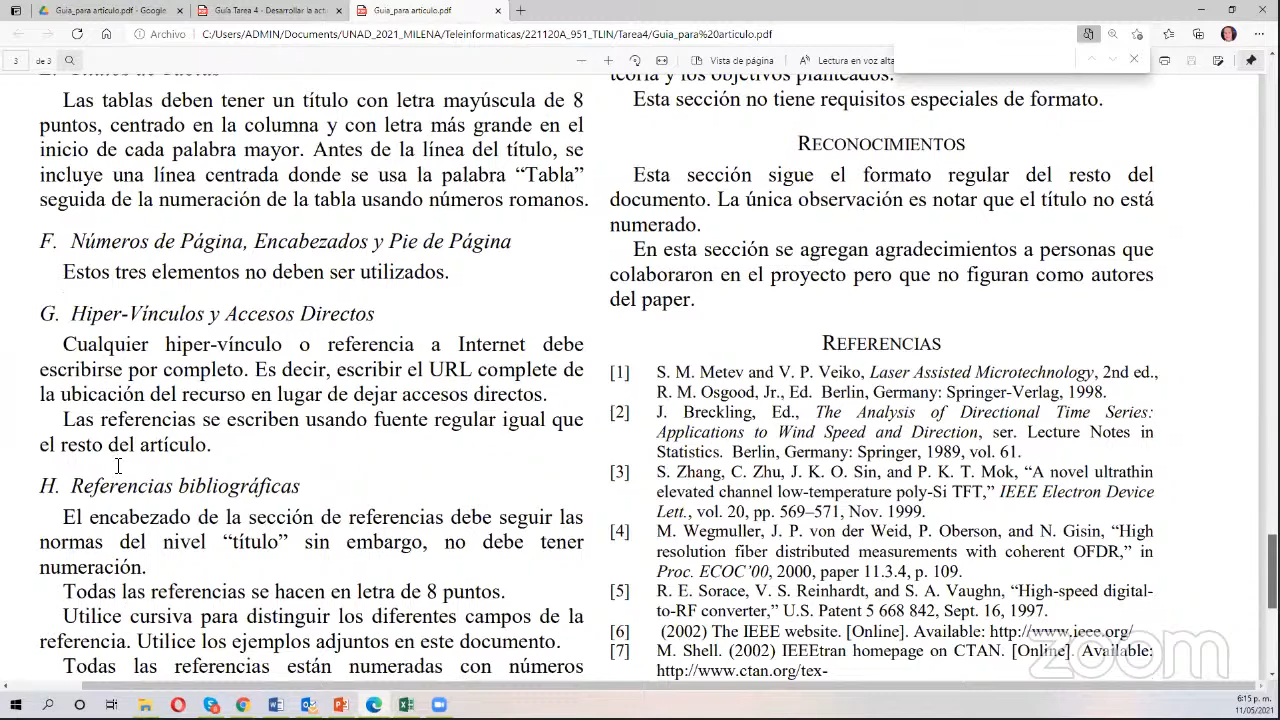 Guia_para articulo.pdf - Google
Guía Tarea 4 - Desarrollar la acti
Guia_para articulo.pdf
Archivo
C:/Users/ADMIN/Documents/UNAD_2021_MILENA/Teleinformaticas/221120A_951_TLIN/Tarea4/Guia_para%20articulo.pdf
3
de 3
Vista de página
Lectura en voz alta
Las tablas deben tener un título con letra mayúscula de 8
puntos, centrado en la columna y con letra más grande en el
inicio de cada palabra mayor. Antes de la línea del título, se
incluye una línea centrada donde se usa la palabra “Tabla”
seguida de la numeración de la tabla usando números romanos.
F. Números de Página, Encabezados y Pie de Página
Estos tres elementos no deben ser utilizados.
G. Hiper-Vínculos y Accesos Directos
Cualquier hiper-vínculo o referencia a Internet debe
escribirse por completo. Es decir, escribir el URL complete de
la ubicación del recurso en lugar de dejar accesos directos.
Las referencias se escriben usando fuente regular igual que
el resto del artículo.
H. Referencias bibliográficas
El encabezado de la sección de referencias debe seguir las
normas del nivel “título” sin embargo, no debe tener
numeración.
Todas las referencias se hacen en letra de 8 puntos.
Utilice cursiva para distinguir los diferentes campos de la
referencia. Utilice los ejemplos adjuntos en este documento.
Todas las referencias están numeradas con números
teoría y los objetivos planteados.
Esta sección no tiene requisitos especiales de formato.
RECONOCIMIENTOS
Esta sección sigue el formato regular del resto del
documento. La única observación es notar que el título no está
numerado.
En esta sección se agregan agradecimientos a personas que
colaboraron en el proyecto pero que no figuran como autores
del paper.
REFERENCIAS
[1] S. M. Metev and V. P. Veiko, Laser Assisted Microtechnology, 2nd ed.,
R. M. Osgood, Jr., Ed. Berlin, Germany: Springer-Verlag, 1998.
[2] J. Breckling, Ed., The Analysis of Directional Time Series:
Applications to Wind Speed and Direction, ser. Lecture Notes in
Statistics. Berlin, Germany: Springer, 1989, vol. 61.
[3] S. Zhang, C. Zhu, J. K. O. Sin, and P. K. T. Mok, “A novel ultrathin
elevated channel low-temperature poly-Si TFT,” IEEE Electron Device
Lett., vol. 20, pp. 569–571, Nov. 1999.
[4] M. Wegmuller, J. P. von der Weid, P. Oberson, and N. Gisin, “High
resolution fiber distributed measurements with coherent OFDR,” in
Proc. ECOC’00, 2000, paper 11.3.4, p. 109.
[5] R. E. Sorace, V. S. Reinhardt, and S. A. Vaughn, “High-speed digital-
to-RF converter,” U.S. Patent 5 668 842, Sept. 16, 1997.
[6] (2002) The IEEE website. [Online]. Available: http://www.ieee.org/
[7] M. Shell. (2002) IEEEtran homepage on CTAN. [Online]. Available:
http://www.ctan.org/tex-
zoom
6:15 p. m.
11/05/2021